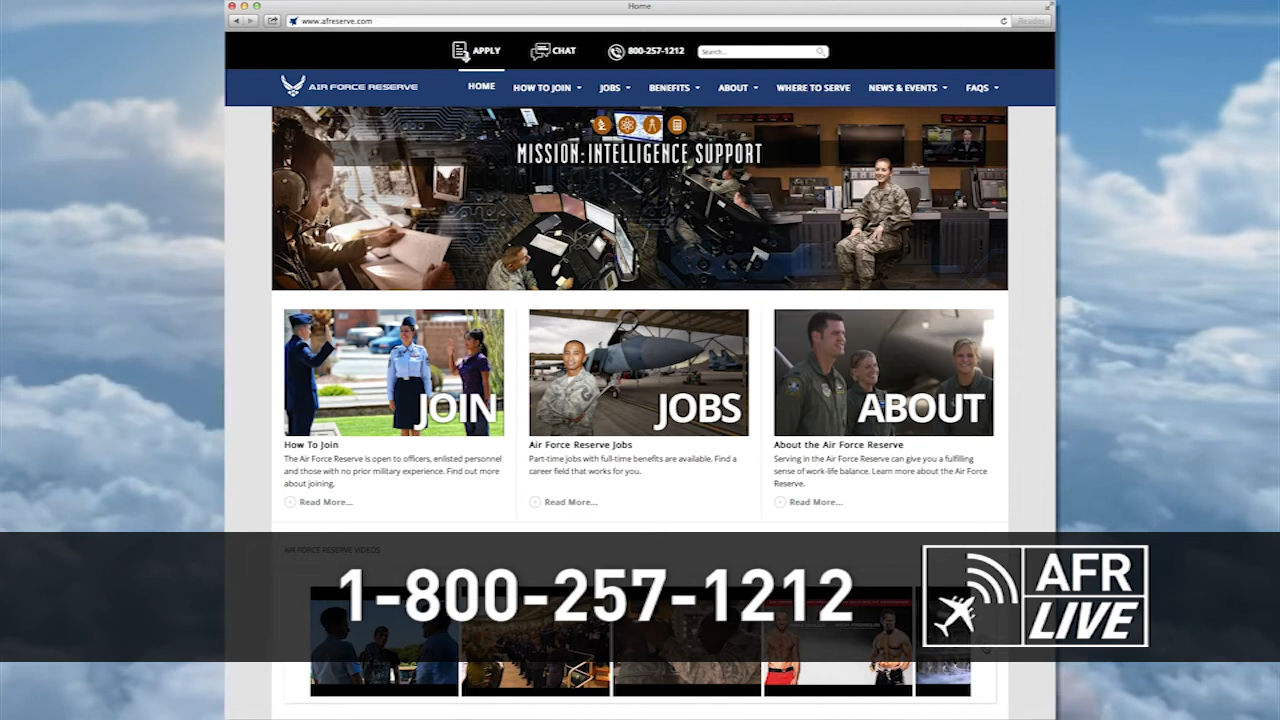 Home
www.afreserve.com
Reader
APPLY
CHAT
800-257-1212
Search...
AIR FORCE RESERVE
HOME
HOW TO JOIN
JOBS
BENEFITS
ABOUT
WHERE TO SERVE
NEWS & EVENTS
FAQS
MISSION: INTELLIGENCE SUPPORT
JOIN
JOBS
ABOUT
How To Join
The Air Force Reserve is open to officers, enlisted personnel
and those with no prior military experience. Find out more
about joining.
Read More...
Air Force Reserve Jobs
Part-time jobs with full-time benefits are available. Find a
career field that works for you.
Read More...
About the Air Force Reserve
Serving in the Air Force Reserve can give you a fulfilling
sense of work-life balance. Learn more about the Air Force
Reserve.
Read More...
AIR FORCE RESERVE VIDEOS
1-800-257-1212
AFR
LIVE